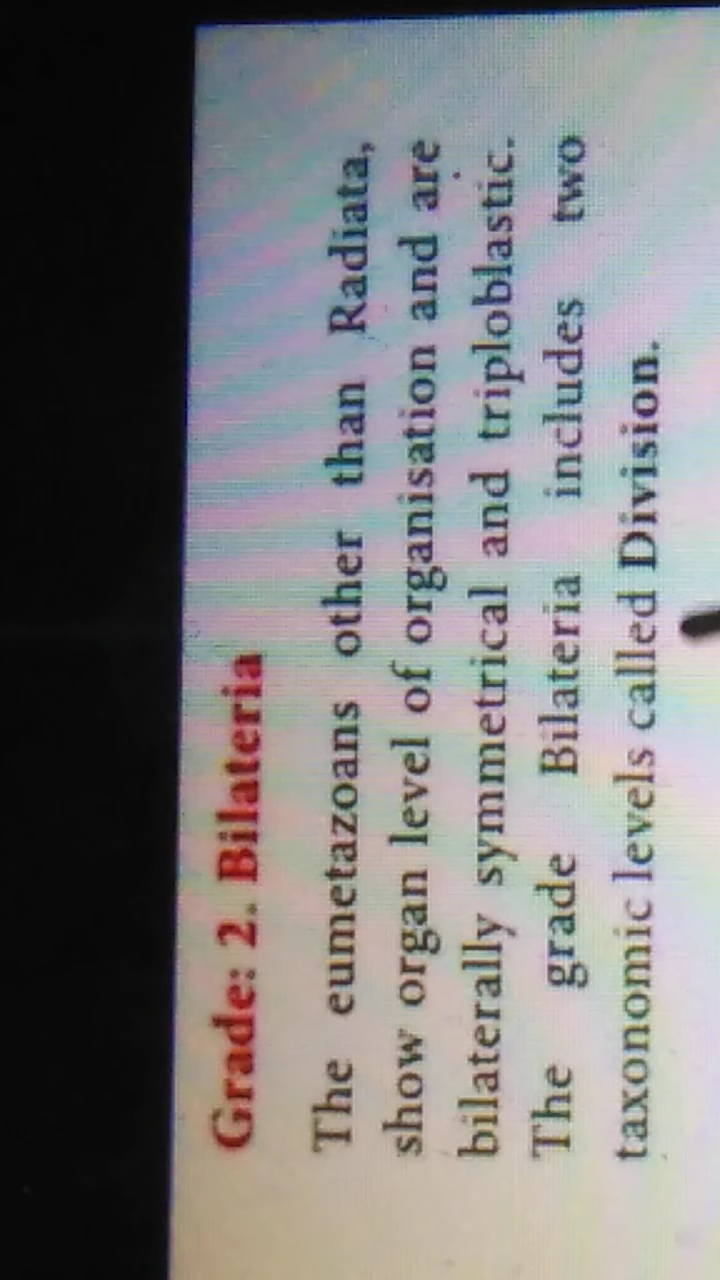 Grade: 2. Bilateria
The eumetazoans other than Radiata,
show organ level of organisation and are
bilaterally symmetrical and triploblastic.
The grade Bilateria includes two
taxonomic levels called Division.